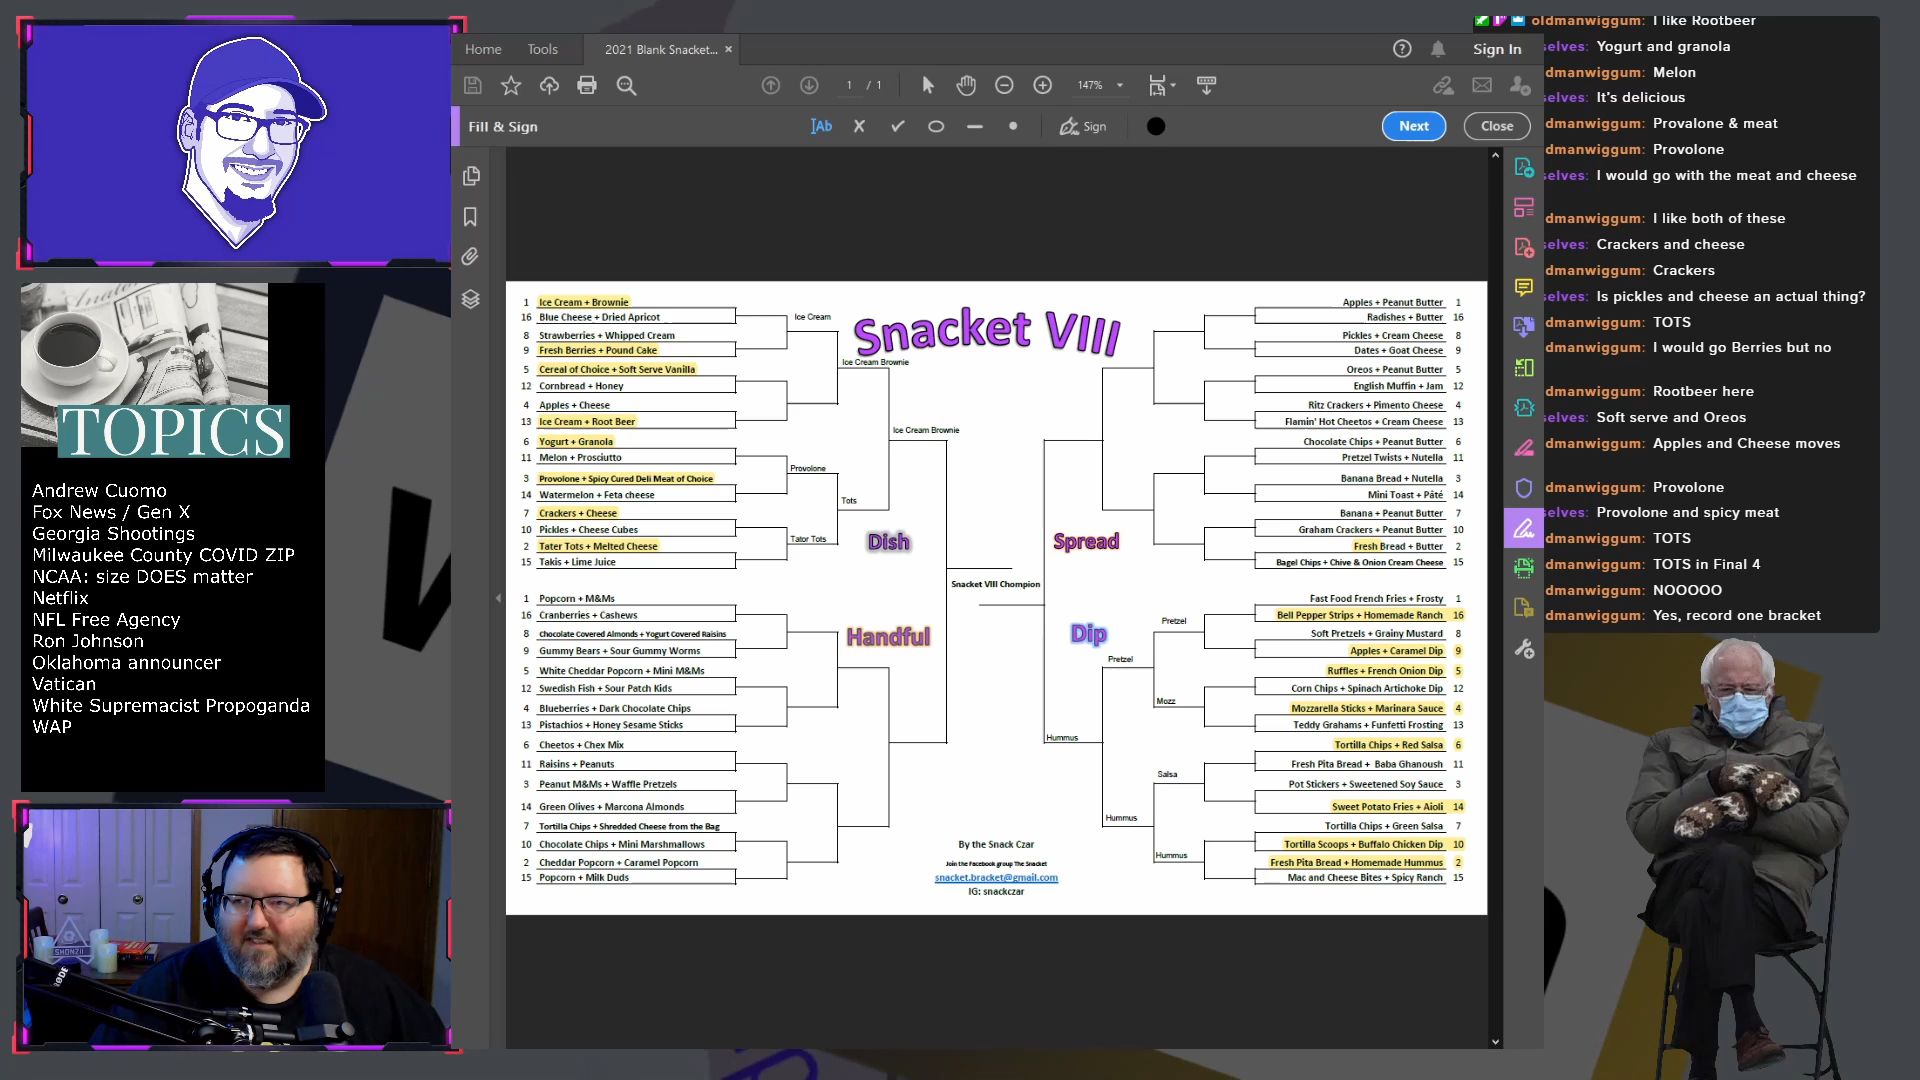 Home
Tools
2021 Blank Snacket... ×
Sign In
1 / 1
147%
Fill & Sign
Ab
Sign
Next
Close
TOPICS
Andrew Cuomo
Fox News / Gen X
Georgia Shootings
Milwaukee County COVID ZIP
NCAA: size DOES matter
Netflix
NFL Free Agency
Ron Johnson
Oklahoma announcer
Vatican
White Supremacist Propoganda
WAP
Snacket VIII
1 Ice Cream + Brownie
16 Blue Cheese + Dried Apricot
8 Strawberries + Whipped Cream
9 Fresh Berries + Pound Cake
5 Cereal of Choice + Soft Serve Vanilla
12 Cornbread + Honey
4 Apples + Cheese
13 Ice Cream + Root Beer
6 Yogurt + Granola
11 Melon + Prosciutto
3 Provolone + Spicy Cured Deli Meat of Choice
14 Watermelon + Feta cheese
7 Crackers + Cheese
10 Pickles + Cheese Cubes
2 Tater Tots + Melted Cheese
15 Takis + Lime Juice
Ice Cream
Ice Cream Brownie
Ice Cream Brownie
Provolone
Tots
Tator Tots
Dish
1 Popcorn + M&Ms
16 Cranberries + Cashews
8 Chocolate Covered Almonds + Yogurt Covered Raisins
9 Gummy Bears + Sour Gummy Worms
5 White Cheddar Popcorn + Mini M&Ms
12 Swedish Fish + Sour Patch Kids
4 Blueberries + Dark Chocolate Chips
13 Pistachios + Honey Sesame Sticks
6 Cheetos + Chex Mix
11 Raisins + Peanuts
3 Peanut M&Ms + Waffle Pretzels
14 Green Olives + Marcona Almonds
7 Tortilla Chips + Shredded Cheese from the Bag
10 Chocolate Chips + Mini Marshmallows
2 Cheddar Popcorn + Caramel Popcorn
15 Popcorn + Milk Duds
Handful
Snacket VIII Chompion
Apples + Peanut Butter 1
Radishes + Butter 16
Pickles + Cream Cheese 8
Dates + Goat Cheese 9
Oreos + Peanut Butter 5
English Muffin + Jam 12
Ritz Crackers + Pimento Cheese 4
Flamin' Hot Cheetos + Cream Cheese 13
Chocolate Chips + Peanut Butter 6
Pretzel Twists + Nutella 11
Banana Bread + Nutella 3
Mini Toast + Pâté 14
Banana + Peanut Butter 7
Graham Crackers + Peanut Butter 10
Fresh Bread + Butter 2
Bagel Chips + Chive & Onion Cream Cheese 15
Spread
Fast Food French Fries + Frosty 1
Bell Pepper Strips + Homemade Ranch 16
Soft Pretzels + Grainy Mustard 8
Apples + Caramel Dip 9
Ruffles + French Onion Dip 5
Corn Chips + Spinach Artichoke Dip 12
Mozzarella Sticks + Marinara Sauce 4
Teddy Grahams + Funfetti Frosting 13
Tortilla Chips + Red Salsa 6
Fresh Pita Bread + Baba Ghanoush 11
Pot Stickers + Sweetened Soy Sauce 3
Sweet Potato Fries + Aioli 14
Tortilla Chips + Green Salsa 7
Tortilla Scoops + Buffalo Chicken Dip 10
Fresh Pita Bread + Homemade Hummus 2
Mac and Cheese Bites + Spicy Ranch 15
Pretzel
Pretzel
Mozz
Hummus
Salsa
Hummus
Hummus
Dip
By the Snack Czar
Join the Facebook group The Snacket
snacket.bracket@gmail.com
IG: snackczar
oldmanwiggum: I like Rootbeer
selves: Yogurt and granola
dmanwiggum: Melon
selves: It's delicious
dmanwiggum: Provalone & meat
dmanwiggum: Provolone
selves: I would go with the meat and cheese
dmanwiggum: I like both of these
selves: Crackers and cheese
dmanwiggum: Crackers
selves: Is pickles and cheese an actual thing?
dmanwiggum: TOTS
dmanwiggum: I would go Berries but no
dmanwiggum: Rootbeer here
selves: Soft serve and Oreos
dmanwiggum: Apples and Cheese moves
dmanwiggum: Provolone
selves: Provolone and spicy meat
dmanwiggum: TOTS
dmanwiggum: TOTS in Final 4
dmanwiggum: NOOOOO
dmanwiggum: Yes, record one bracket
SHONZII
RØDE